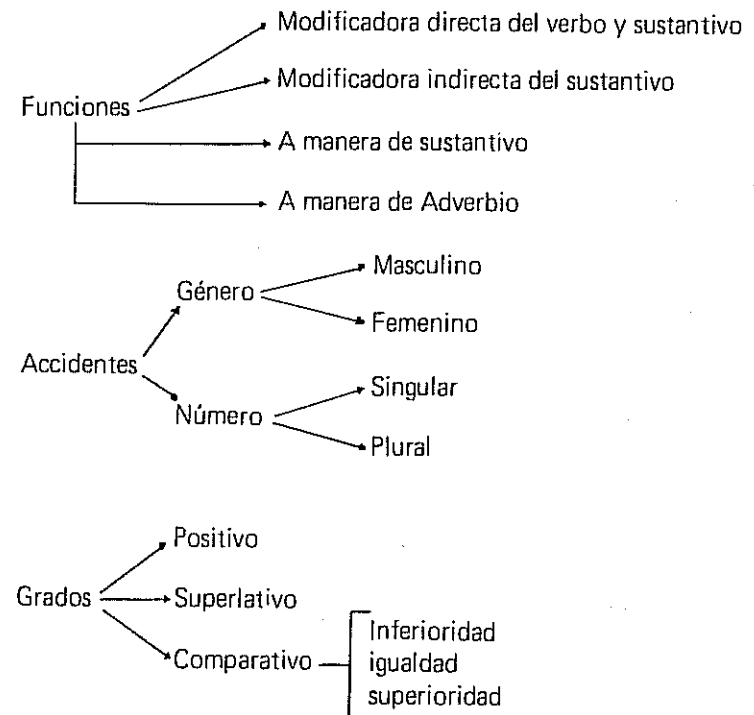 Modificadora directa del verbo y sustantivo
Modificadora indirecta del sustantivo
Funciones
A manera de sustantivo
A manera de Adverbio
Masculino
Género
Femenino
Accidentes
Singular
Número
Plural
Positivo
Grados
Superlativo
Comparativo
Inferioridad
igualdad
superioridad